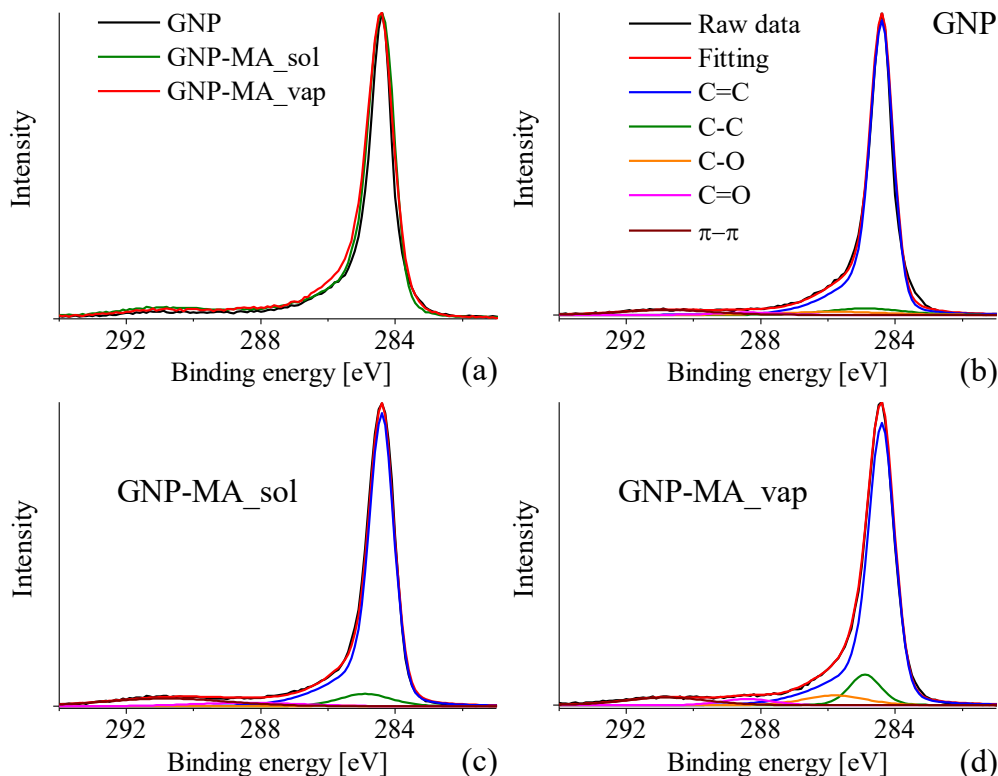 GNP
GNP-MA_sol
GNP-MA_vap
Intensity
292 288 284
Binding energy [eV]
(a)
Raw data
Fitting
C=C
C-C
C-O
C=O
π–π
GNP
Intensity
292 288 284
Binding energy [eV]
(b)
GNP-MA_sol
Intensity
292 288 284
Binding energy [eV]
(c)
GNP-MA_vap
Intensity
292 288 284
Binding energy [eV]
(d)